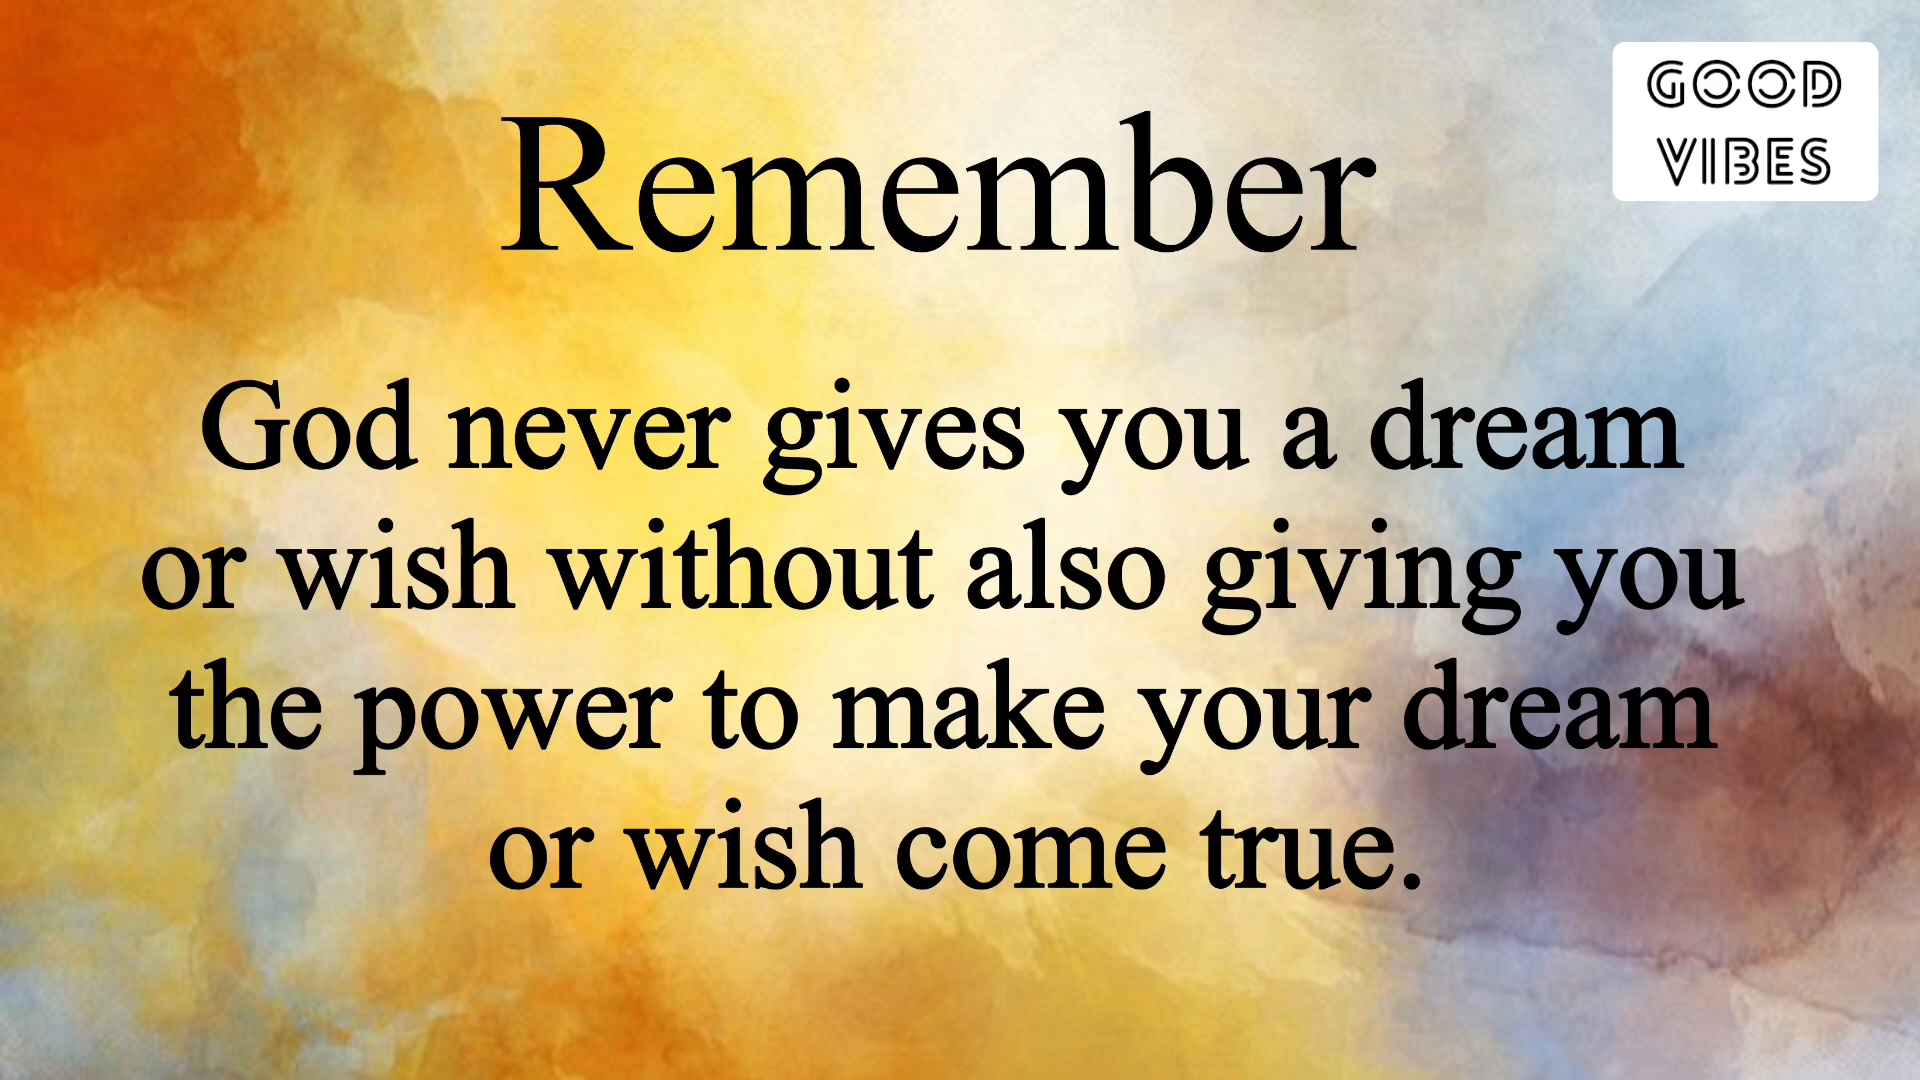 GOOD
VIBES
Remember
God never gives you a dream
or wish without also giving you
the power to make your dream
or wish come true.